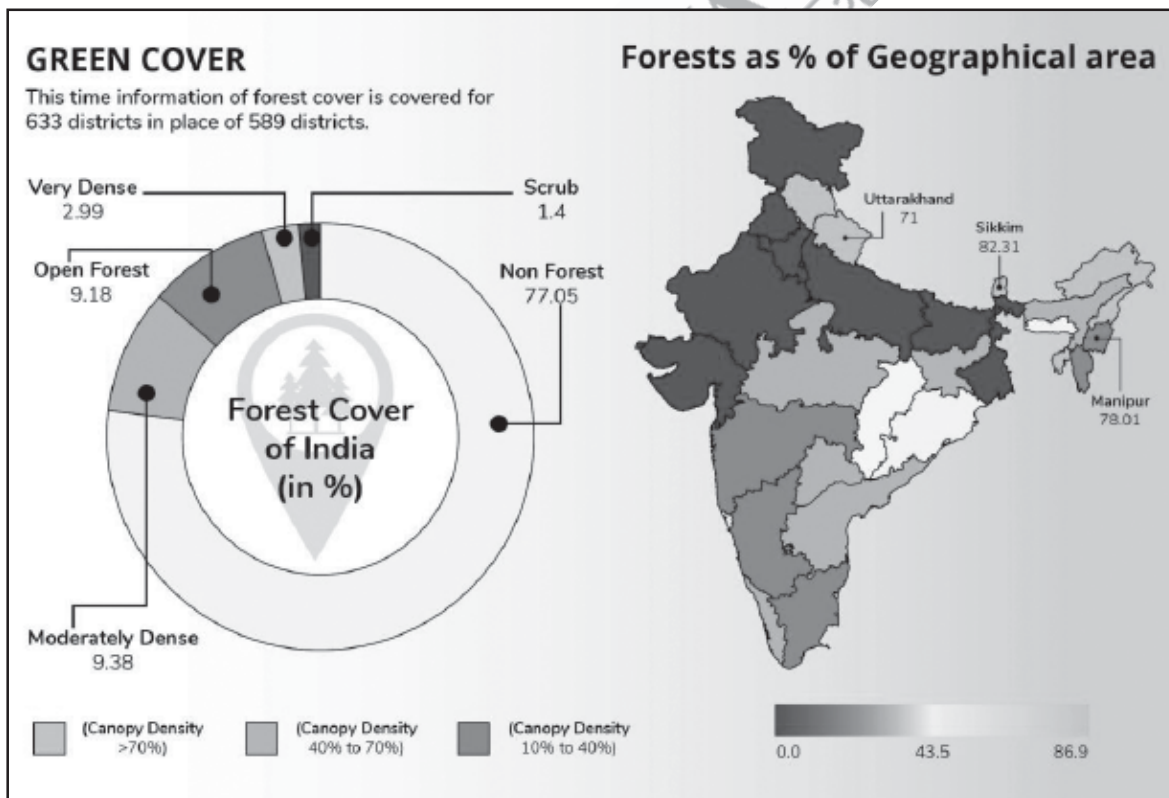 GREEN COVER
This time information of forest cover is covered for
633 districts in place of 589 districts.
Very Dense
2.99
Scrub
1.4
Open Forest
9.18
Non Forest
77.05
Forest Cover
of India
(in %)
Moderately Dense
9.38
(Canopy Density
>70%)
(Canopy Density
40% to 70%)
(Canopy Density
10% to 40%)
Forests as % of Geographical area
Uttarakhand
71
Sikkim
82.31
Manipur
78.01
0.0
43.5
86.9